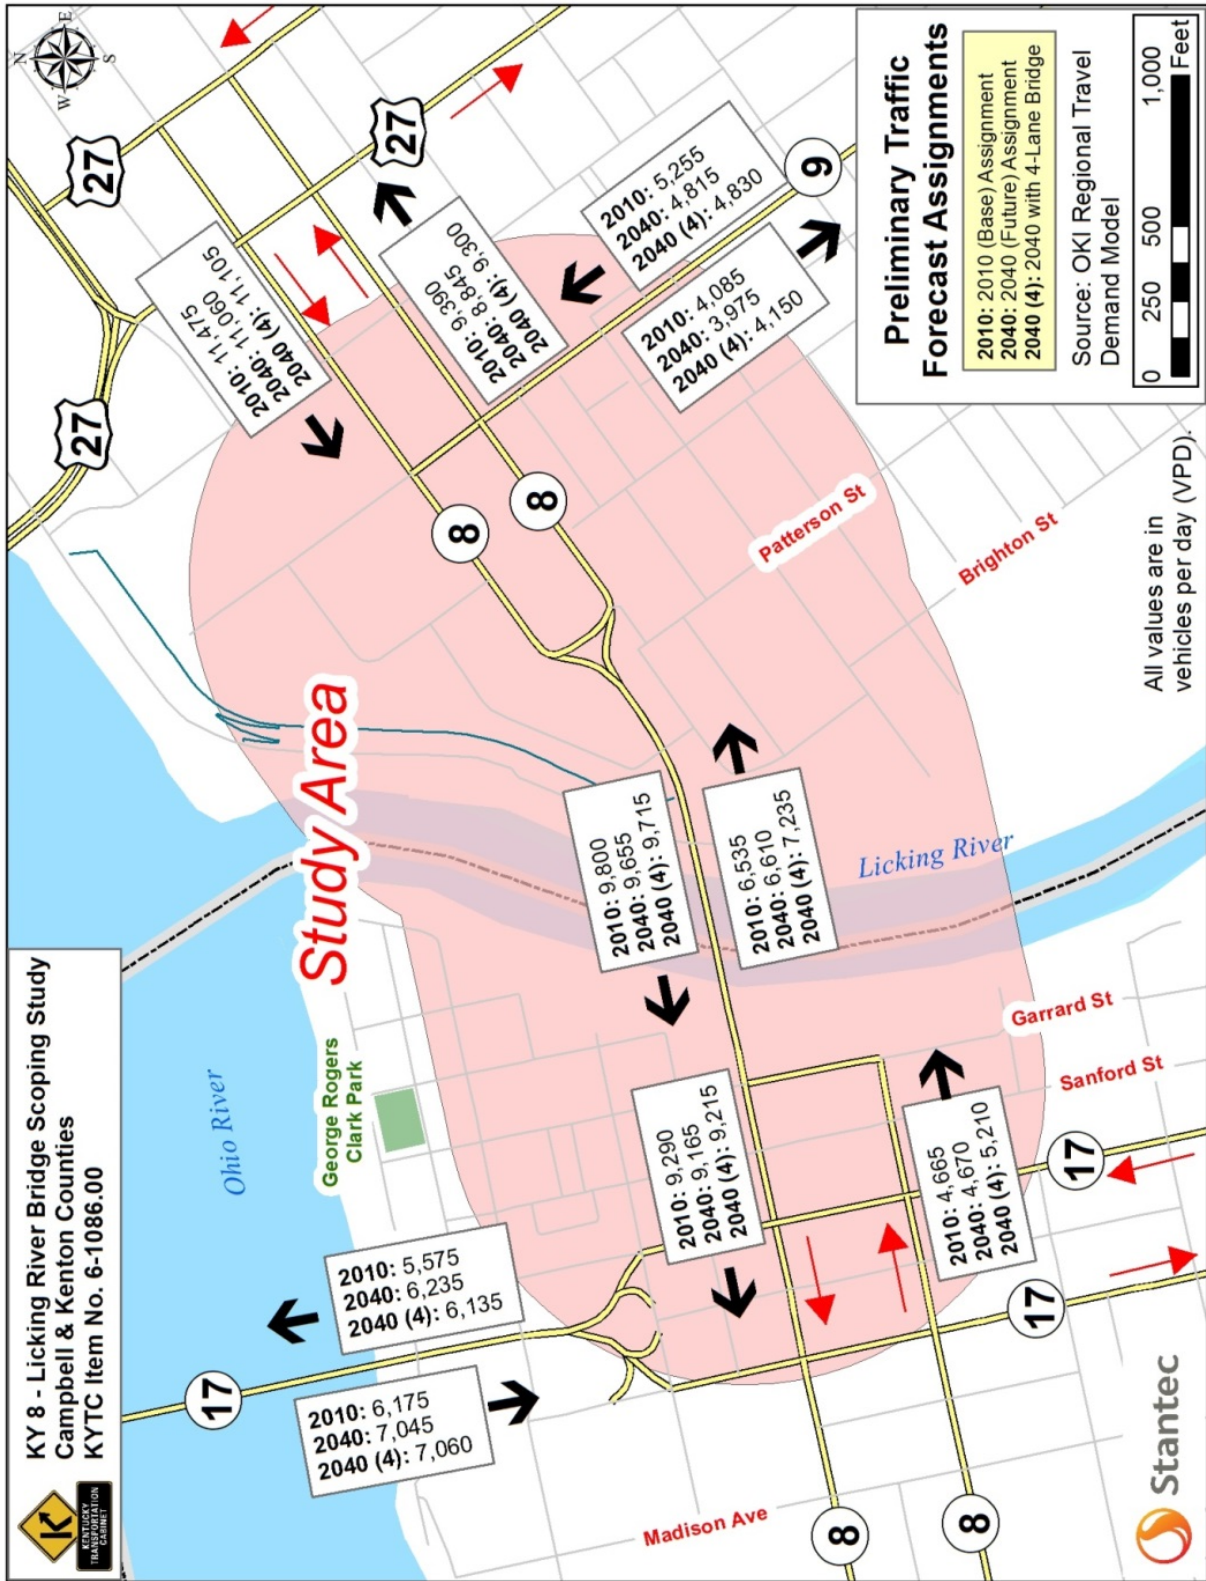 KY 8 - Licking River Bridge Scoping Study
Campbell & Kenton Counties
KYTC Item No. 6-1086.00
KENTUCKY
TRANSPORTATION
CABINET
N
E
S
W
27
27
27
Ohio River
George Rogers
Clark Park
Study Area
17
2010: 5,575
2040: 6,235
2040 (4): 6,135
2010: 6,175
2040: 7,045
2040 (4): 7,060
2010: 11,475
2040: 11,060
2040 (4): 11,105
2010: 9,390
2040: 8,845
2040 (4): 9,300
2010: 5,255
2040: 4,815
2040 (4): 4,830
2010: 4,085
2040: 3,975
2040 (4): 4,150
9
8
8
2010: 9,800
2040: 9,655
2040 (4): 9,715
2010: 6,535
2040: 6,610
2040 (4): 7,235
2010: 9,290
2040: 9,165
2040 (4): 9,215
2010: 4,665
2040: 4,670
2040 (4): 5,210
Licking River
Patterson St
Brighton St
Garrard St
Sanford St
17
17
Madison Ave
8
8
Stantec
All values are in
vehicles per day (VPD).
Preliminary Traffic
Forecast Assignments
2010: 2010 (Base) Assignment
2040: 2040 (Future) Assignment
2040 (4): 2040 with 4-Lane Bridge
Source: OKI Regional Travel
Demand Model
0 250 500 1,000
Feet